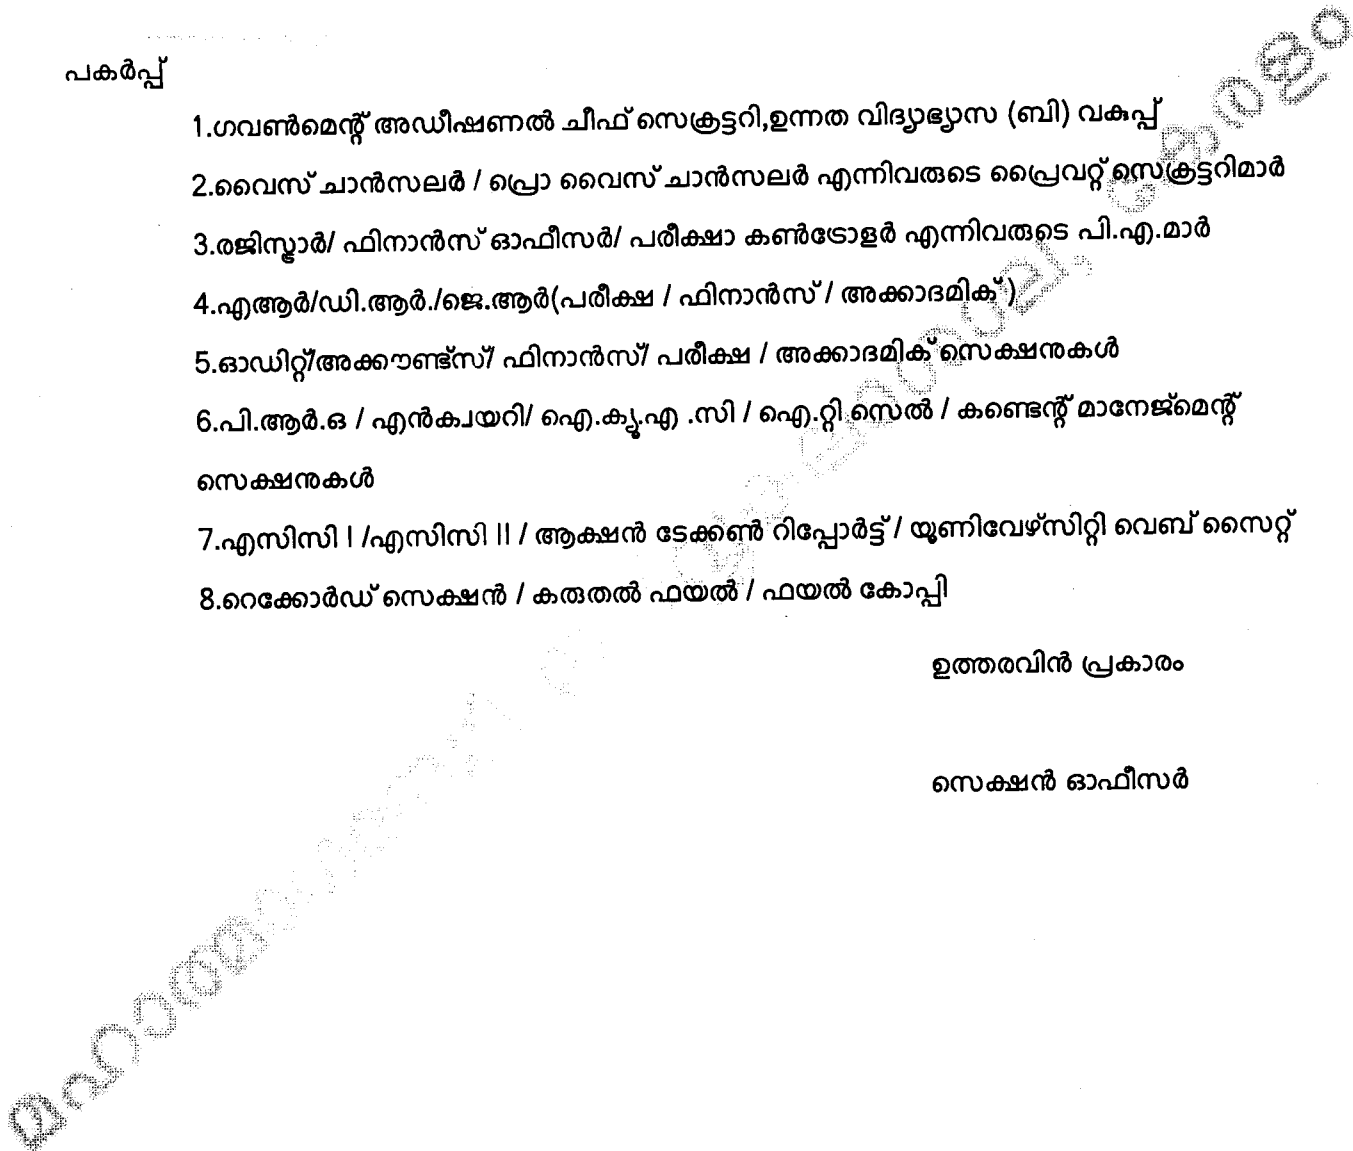 പകർപ്പ്
1.ഗവൺമെന്റ് അഡീഷണൽ ചീഫ് സെക്രട്ടറി,ഉന്നത വിദ്യാഭ്യാസ (ബി) വകുപ്പ്
2.വൈസ് ചാൻസലർ / പ്രൊ വൈസ് ചാൻസലർ എന്നിവരുടെ പ്രൈവറ്റ് സെക്രട്ടറിമാർ
3.രജിസ്ട്രാർ/ ഫിനാൻസ് ഓഫീസർ/ പരീക്ഷാ കൺട്രോളർ എന്നിവരുടെ പി.എ.മാർ
4.എആർ/ഡി.ആർ./ജെ.ആർ(പരീക്ഷ / ഫിനാൻസ് / അക്കാദമിക് )
5.ഓഡിറ്റ്/അക്കൗണ്ട്സ്/ ഫിനാൻസ്/ പരീക്ഷ / അക്കാദമിക് സെക്ഷനുകൾ
6.പി.ആർ.ഒ / എൻക്വയറി/ ഐ.ക്യൂ.എ .സി / ഐ.റ്റി സെൽ / കണ്ടെന്റ് മാനേജ്മെന്റ്
സെക്ഷനുകൾ
7.എസിസി I /എസിസി II / ആക്ഷൻ ടേക്കൺ റിപ്പോർട്ട് / യൂണിവേഴ്സിറ്റി വെബ് സൈറ്റ്
8.റെക്കോർഡ് സെക്ഷൻ / കരുതൽ ഫയൽ / ഫയൽ കോപ്പി
ഉത്തരവിൻ പ്രകാരം
സെക്ഷൻ ഓഫീസർ